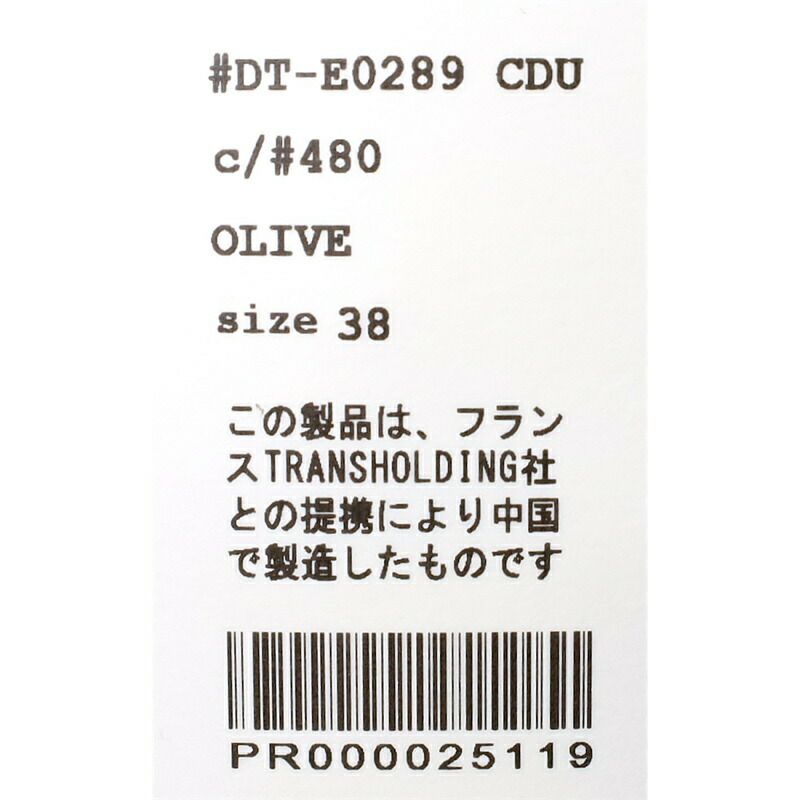 #DT-E0289 CDU
c/#480
OLIVE
size 38
この製品は、フラン
スTRANSHOLDING社
との提携により中国
で製造したものです
PR000025119